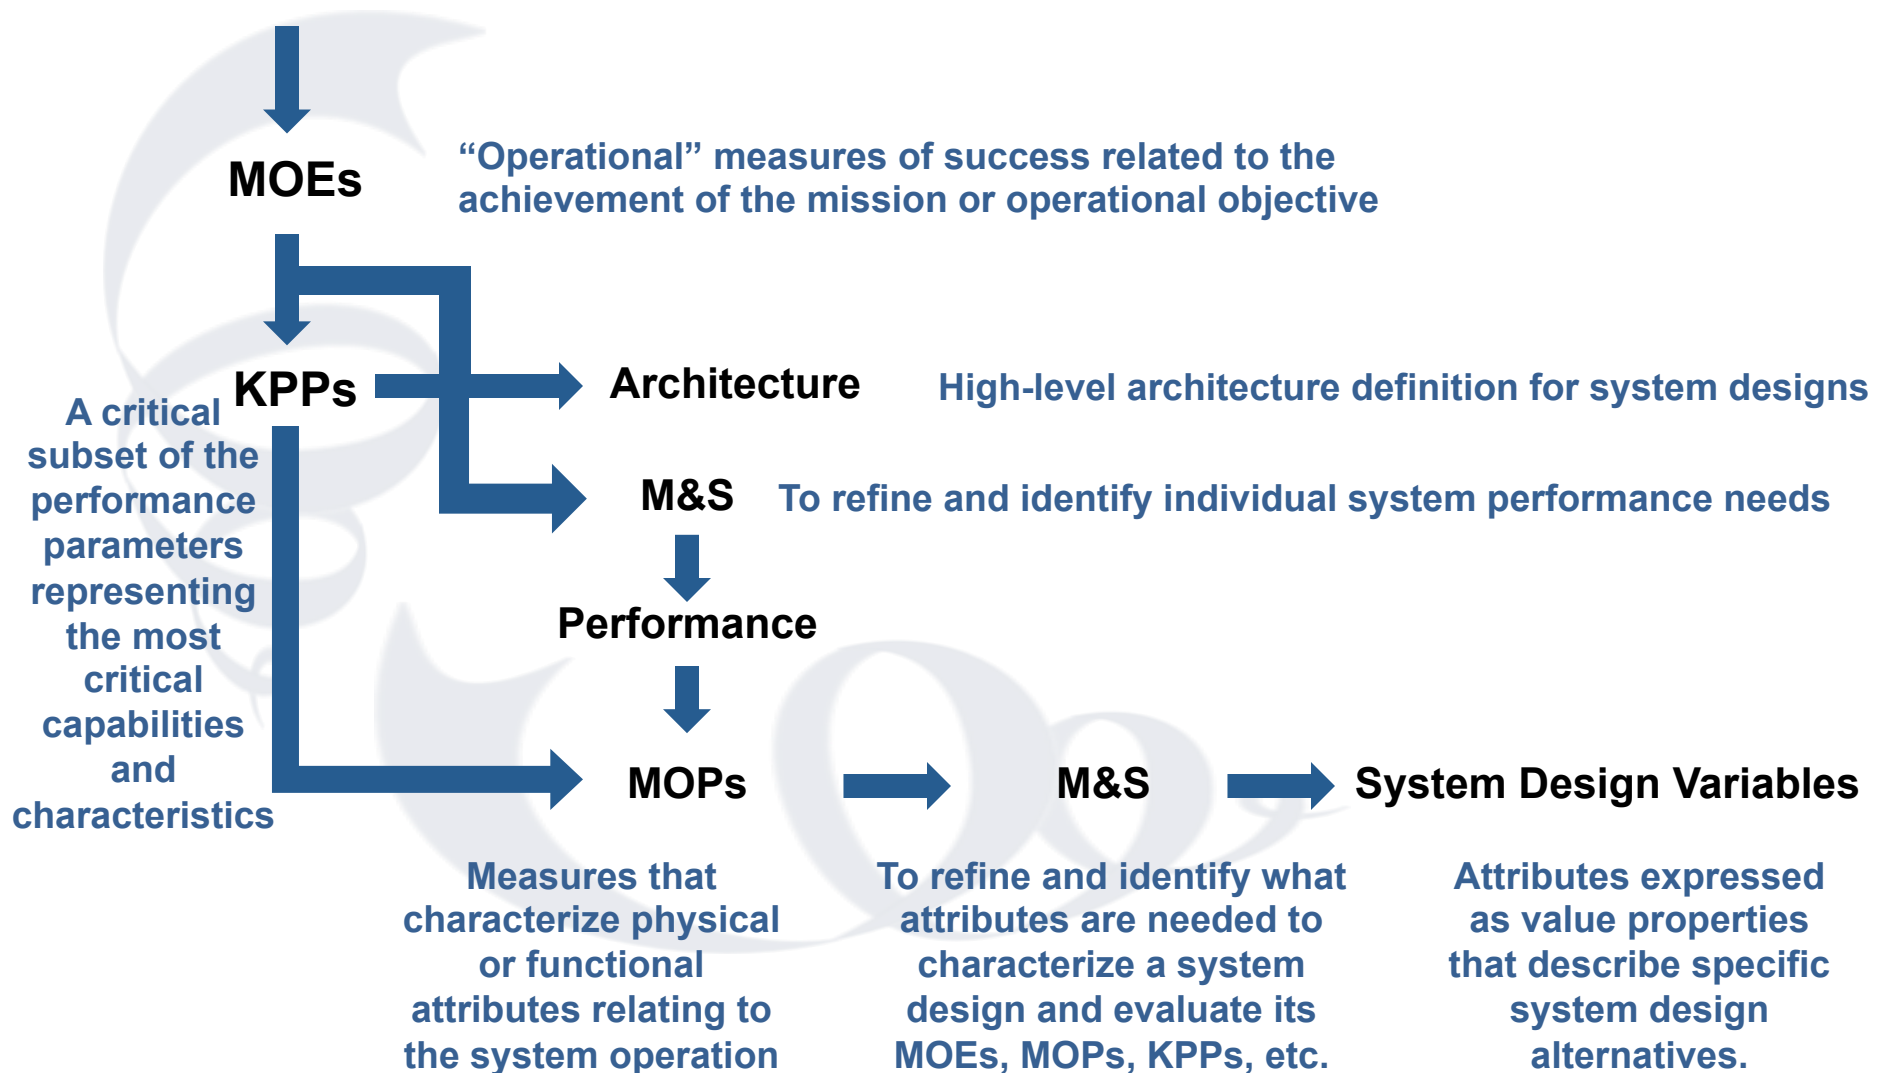 MOEs
“Operational” measures of success related to the
achievement of the mission or operational objective
KPPs
A critical
subset of the
performance
parameters
representing
the most
critical
capabilities
and
characteristics
Architecture
High-level architecture definition for system designs
M&S
To refine and identify individual system performance needs
Performance
MOPs
M&S
System Design Variables
Measures that
characterize physical
or functional
attributes relating to
the system operation
To refine and identify what
attributes are needed to
characterize a system
design and evaluate its
MOEs, MOPs, KPPs, etc.
Attributes expressed
as value properties
that describe specific
system design
alternatives.